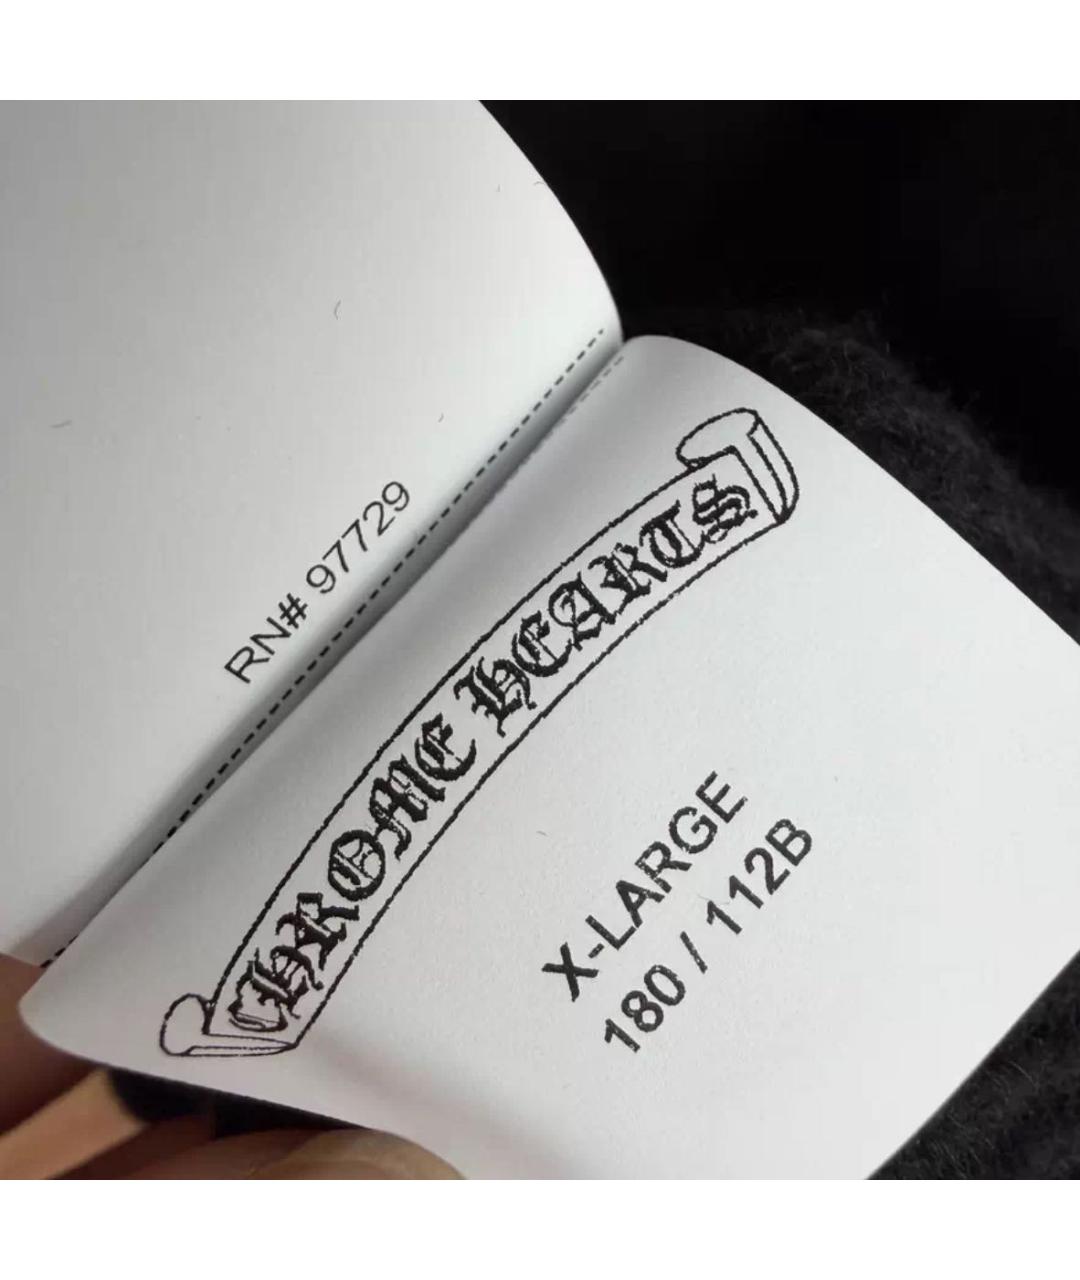 RN# 97729
CHROME HEARTS
X-LARGE
180 / 112B